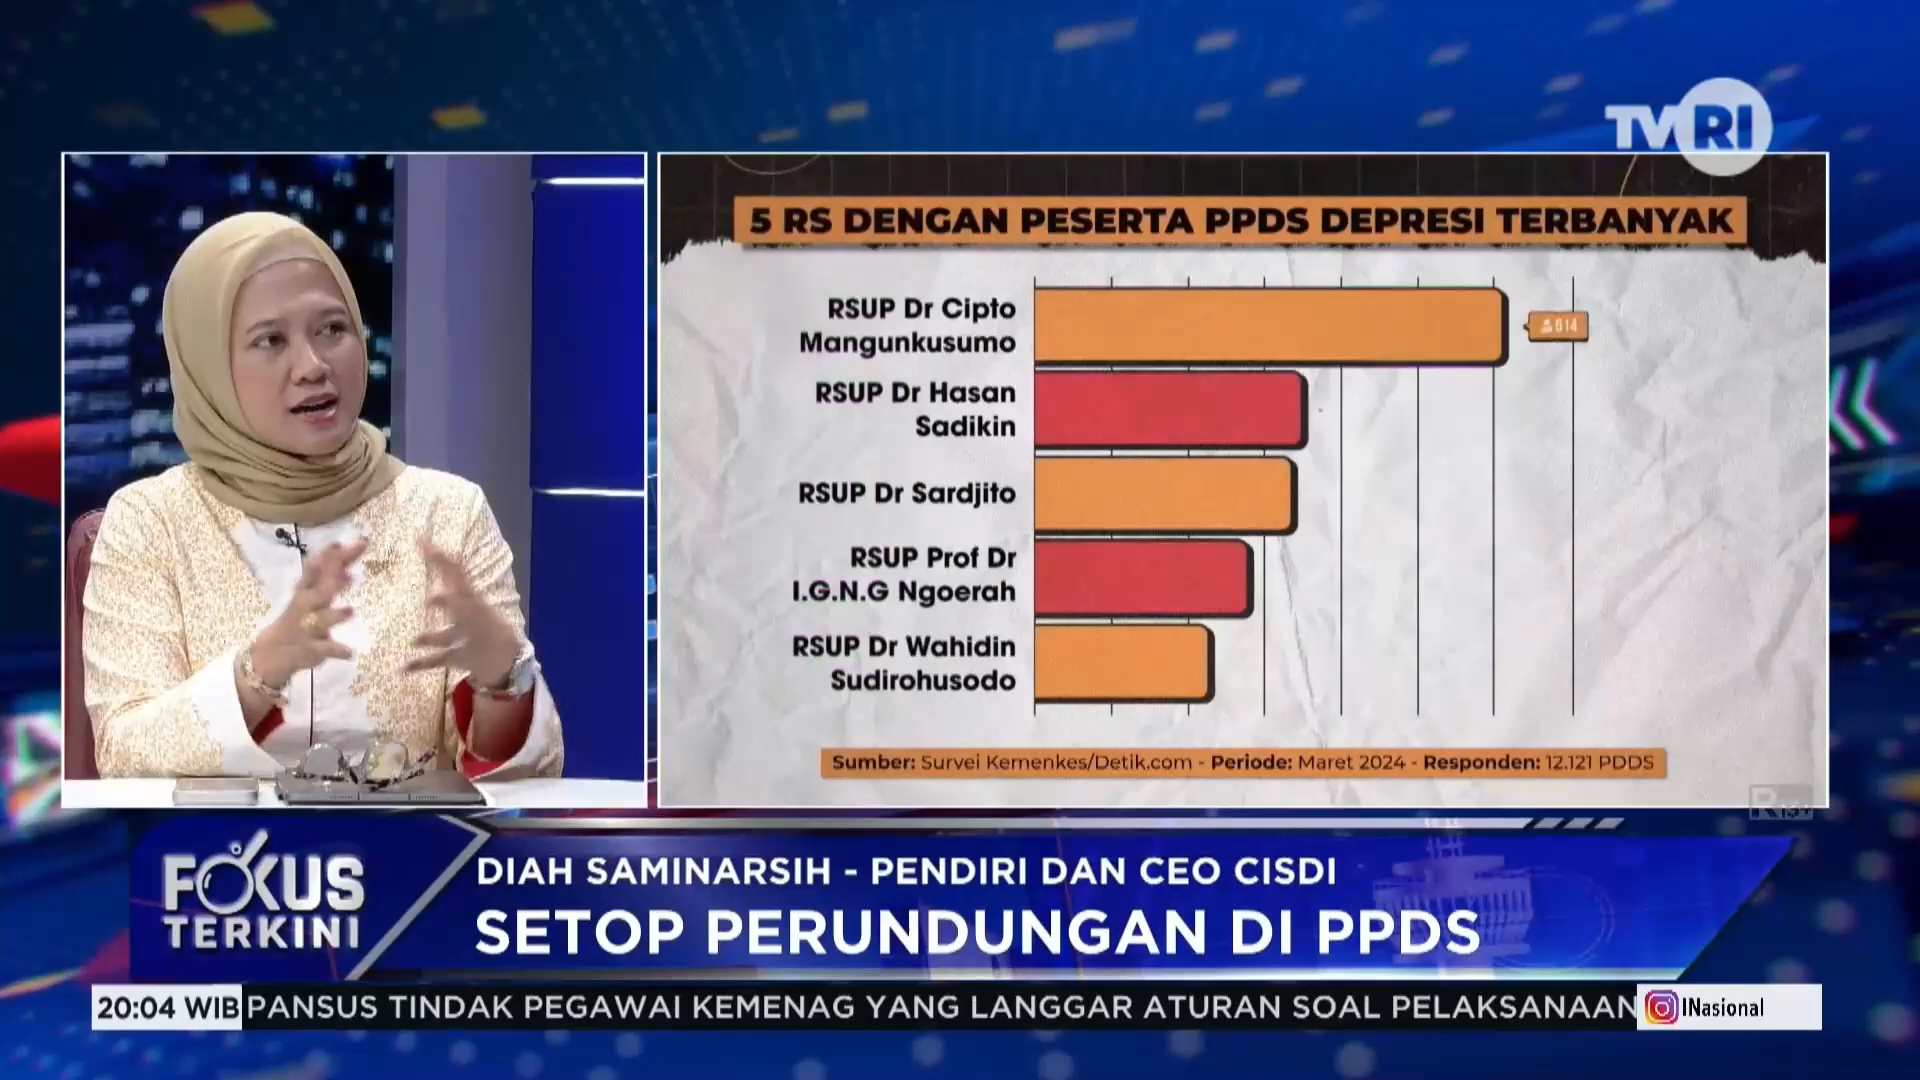 TVRI
5 RS DENGAN PESERTA PPDS DEPRESI TERBANYAK
RSUP Dr Cipto
Mangunkusumo
614
RSUP Dr Hasan
Sadikin
RSUP Dr Sardjito
RSUP Prof Dr
I.G.N.G Ngoerah
RSUP Dr Wahidin
Sudirohusodo
Sumber: Survei Kemenkes/Detik.com - Periode: Maret 2024 - Responden: 12.121 PDDS
FOKUS
TERKINI
DIAH SAMINARSIH - PENDIRI DAN CEO CISDI
SETOP PERUNDUNGAN DI PPDS
20:04 WIB PANSUS TINDAK PEGAWAI KEMENAG YANG LANGGAR ATURAN SOAL PELAKSANAAN
INasional